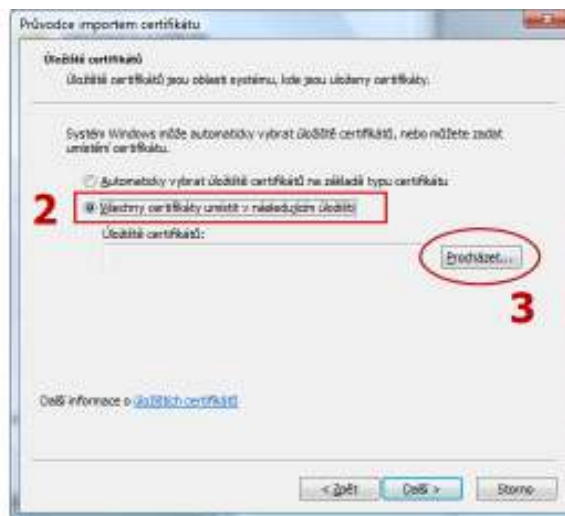 Průvodce importem certifikátu
Úložiště certifikátů
Úložiště certifikátů jsou oblasti systému, kde jsou uloženy certifikáty.
Systém Windows může automaticky vybrat úložiště certifikátů, nebo můžete zadat
umístění certifikátu.
Automaticky vybrat úložiště certifikátů na základě typu certifikátu
2 Všechny certifikáty umístit v následujícím úložišti
Úložiště certifikátů:
Procházet...
3
Další informace o úložištích certifikátů
< Zpět Další > Storno